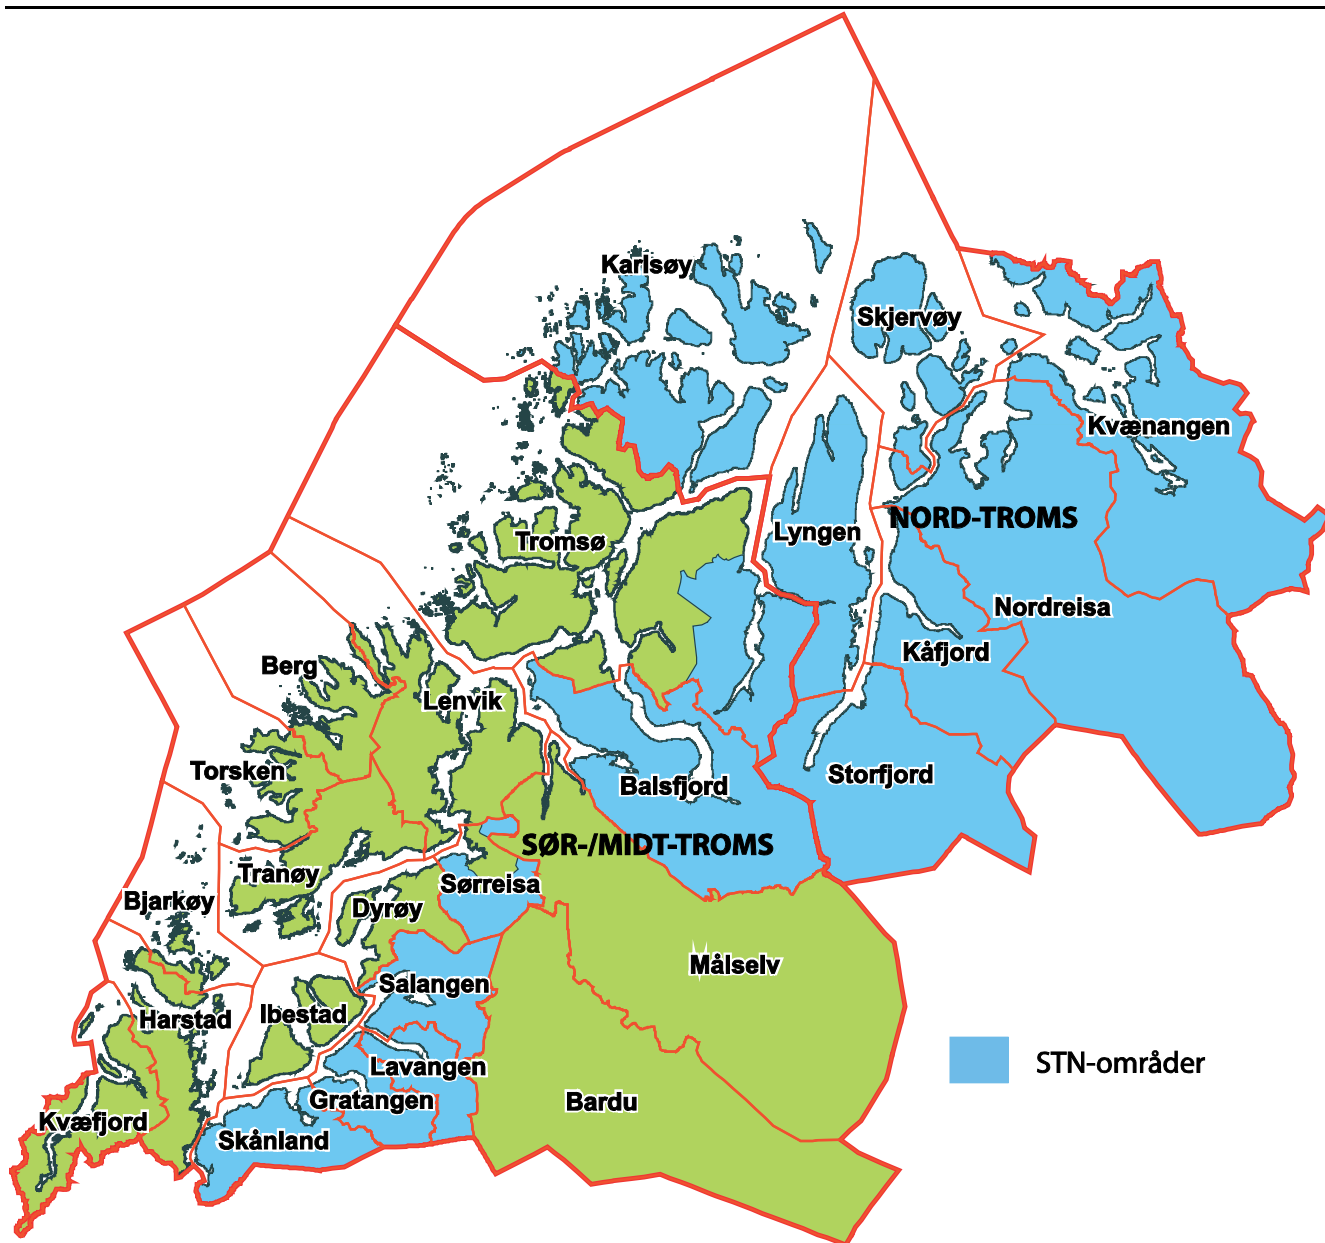 Karlsøy
Skjervøy
Kvænangen
NORD-TROMS
Lyngen
Tromsø
Nordreisa
Kåfjord
Berg
Lenvik
Torsken
Storfjord
Balsfjord
SØR-/MIDT-TROMS
Tranøy
Sørreisa
Bjarkøy
Dyrøy
Målselv
Salangen
Ibestad
Harstad
STN-områder
Lavangen
Gratangen
Bardu
Kvæfjord
Skånland